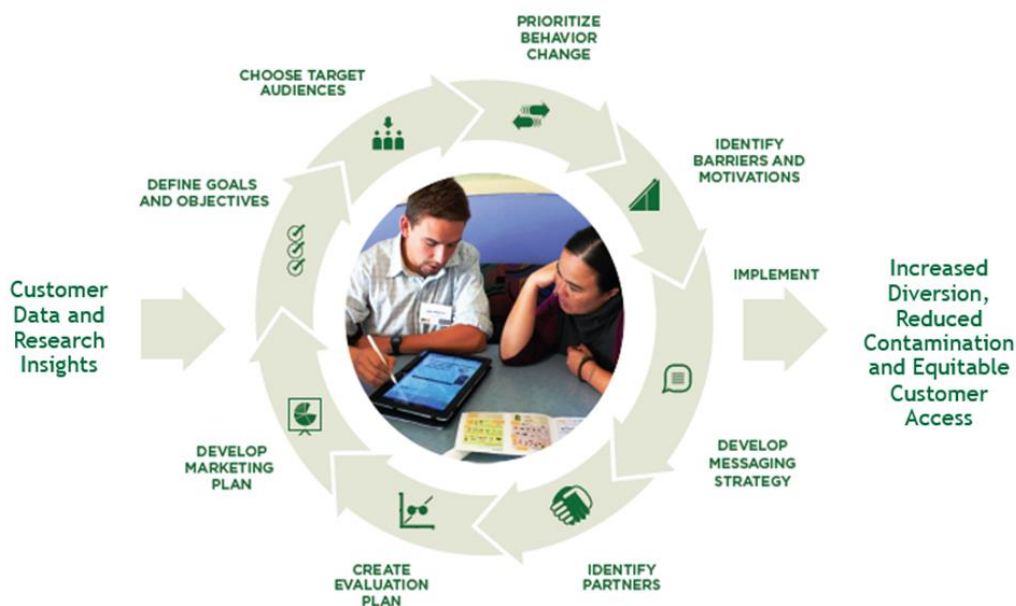 PRIORITIZE
BEHAVIOR
CHANGE
CHOOSE TARGET
AUDIENCES
IDENTIFY
BARRIERS AND
MOTIVATIONS
DEFINE GOALS
AND OBJECTIVES
IMPLEMENT
Customer
Data and
Research
Insights
Increased
Diversion,
Reduced
Contamination
and Equitable
Customer
Access
DEVELOP
MARKETING
PLAN
DEVELOP
MESSAGING
STRATEGY
CREATE
EVALUATION
PLAN
IDENTIFY
PARTNERS